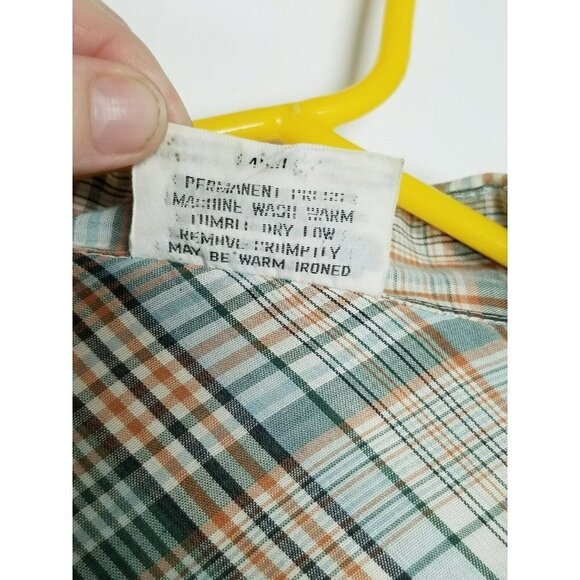 PERMANENT PRESS
MACHINE WASH WARM
TUMBLE DRY LOW
REMOVE PROMPTLY
MAY BE WARM IRONED